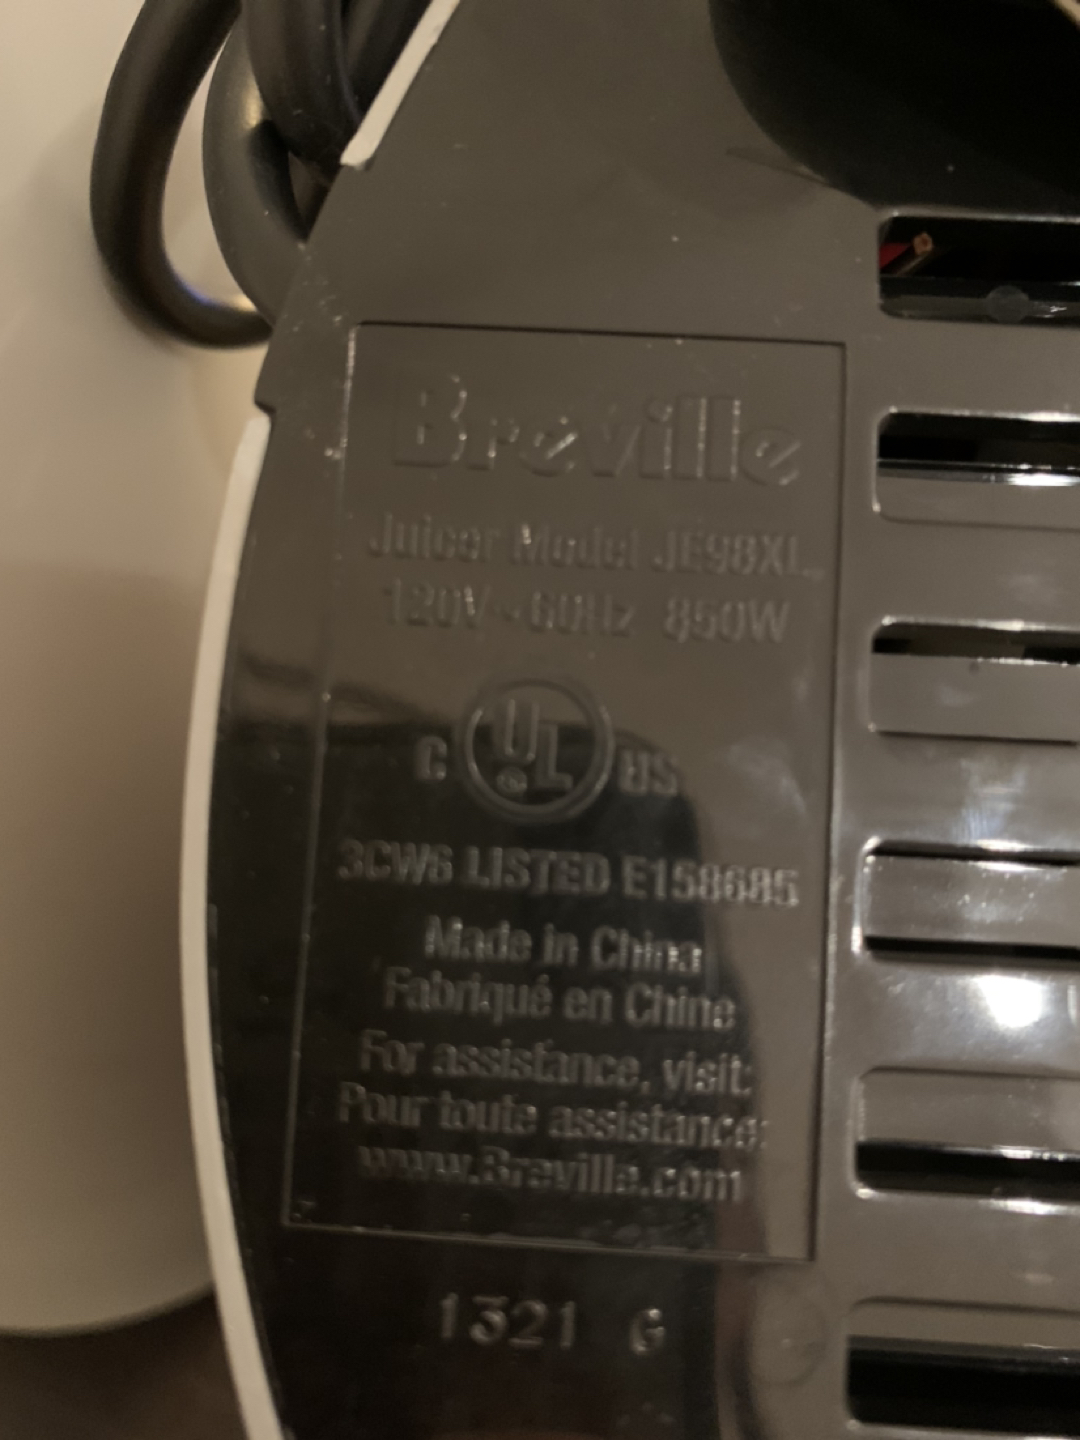 Breville
Juicer Model JE98XL
120V ~ 60Hz 850W
C UL US
3CW6 LISTED E158685
Made in China
Fabriqué en Chine
For assistance, visit:
Pour toute assistance:
www.Breville.com
1321 G